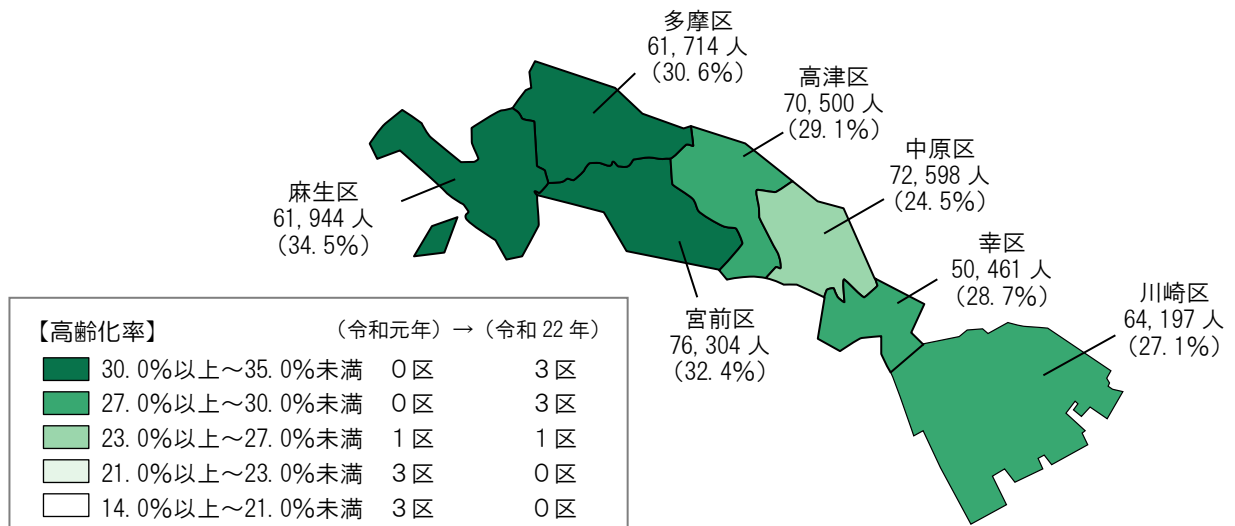 多摩区
61,714 人
(30.6%)
高津区
70,500 人
(29.1%)
中原区
72,598 人
(24.5%)
麻生区
61,944 人
(34.5%)
幸区
50,461 人
(28.7%)
川崎区
64,197 人
(27.1%)
宮前区
76,304 人
(32.4%)
【高齢化率】 (令和元年) → (令和 22 年)
30.0%以上～35.0%未満 0区 3区
27.0%以上～30.0%未満 0区 3区
23.0%以上～27.0%未満 1区 1区
21.0%以上～23.0%未満 3区 0区
14.0%以上～21.0%未満 3区 0区